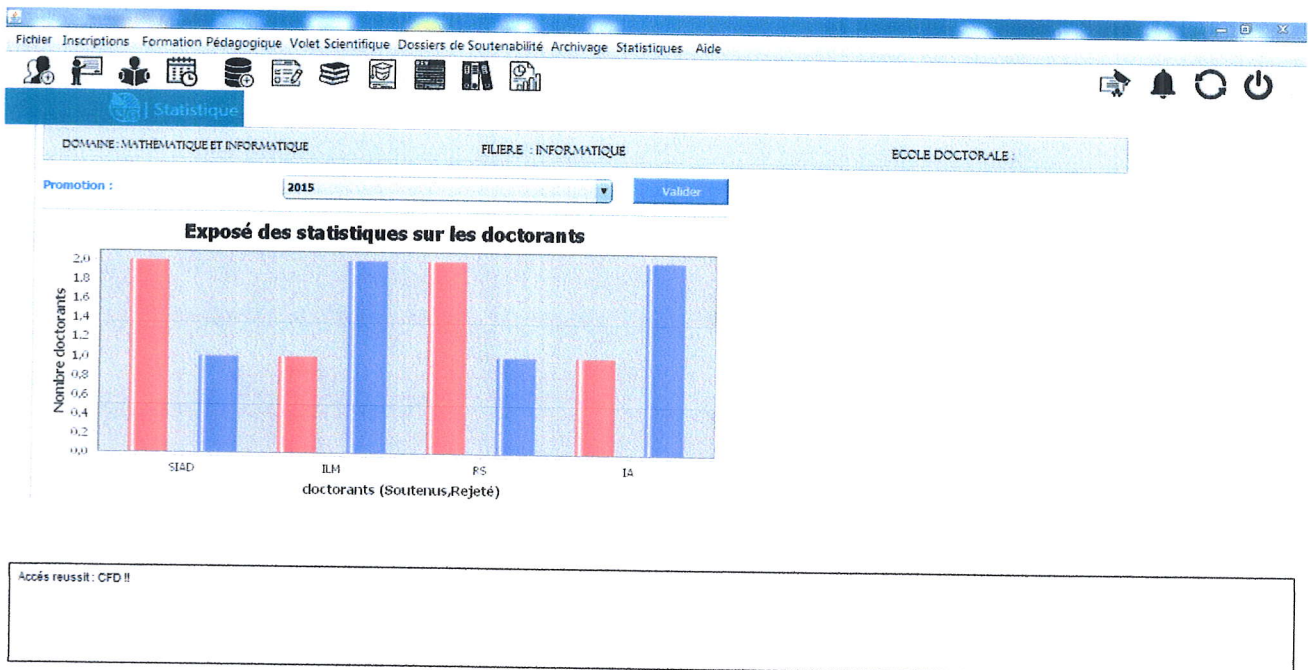 Fichier Inscriptions Formation Pédagogique Volet Scientifique Dossiers de Soutenabilité Archivage Statistiques Aide
| Statistique
DOMAINE : MATHEMATIQUE ET INFORMATIQUE FILIERE : INFORMATIQUE ECOLE DOCTORALE :
Promotion : 2015 Valider
Exposé des statistiques sur les doctorants
Nombre doctorants
2,0
1,8
1,6
1,4
1,2
1,0
0,8
0,6
0,4
0,2
0,0
SIAD ILM RS IA
doctorants (Soutenus,Rejeté)
Accés reussit : CFD !!